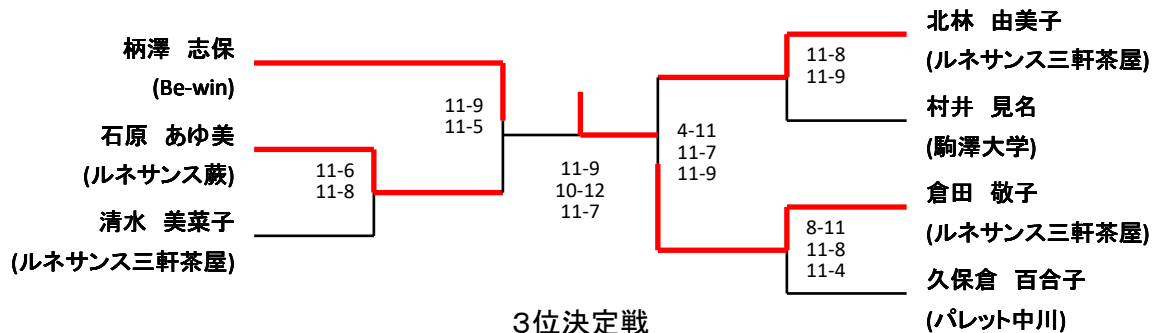 柄澤 志保
(Be-win)
石原 あゆ美
(ルネサンス蕨)
清水 美菜子
(ルネサンス三軒茶屋)
11-9
11-5
11-6
11-8
11-9
10-12
11-7
4-11
11-7
11-9
11-8
11-9
8-11
11-8
11-4
北林 由美子
(ルネサンス三軒茶屋)
村井 見名
(駒澤大学)
倉田 敬子
(ルネサンス三軒茶屋)
久保倉 百合子
(パレット中川)
３位決定戦